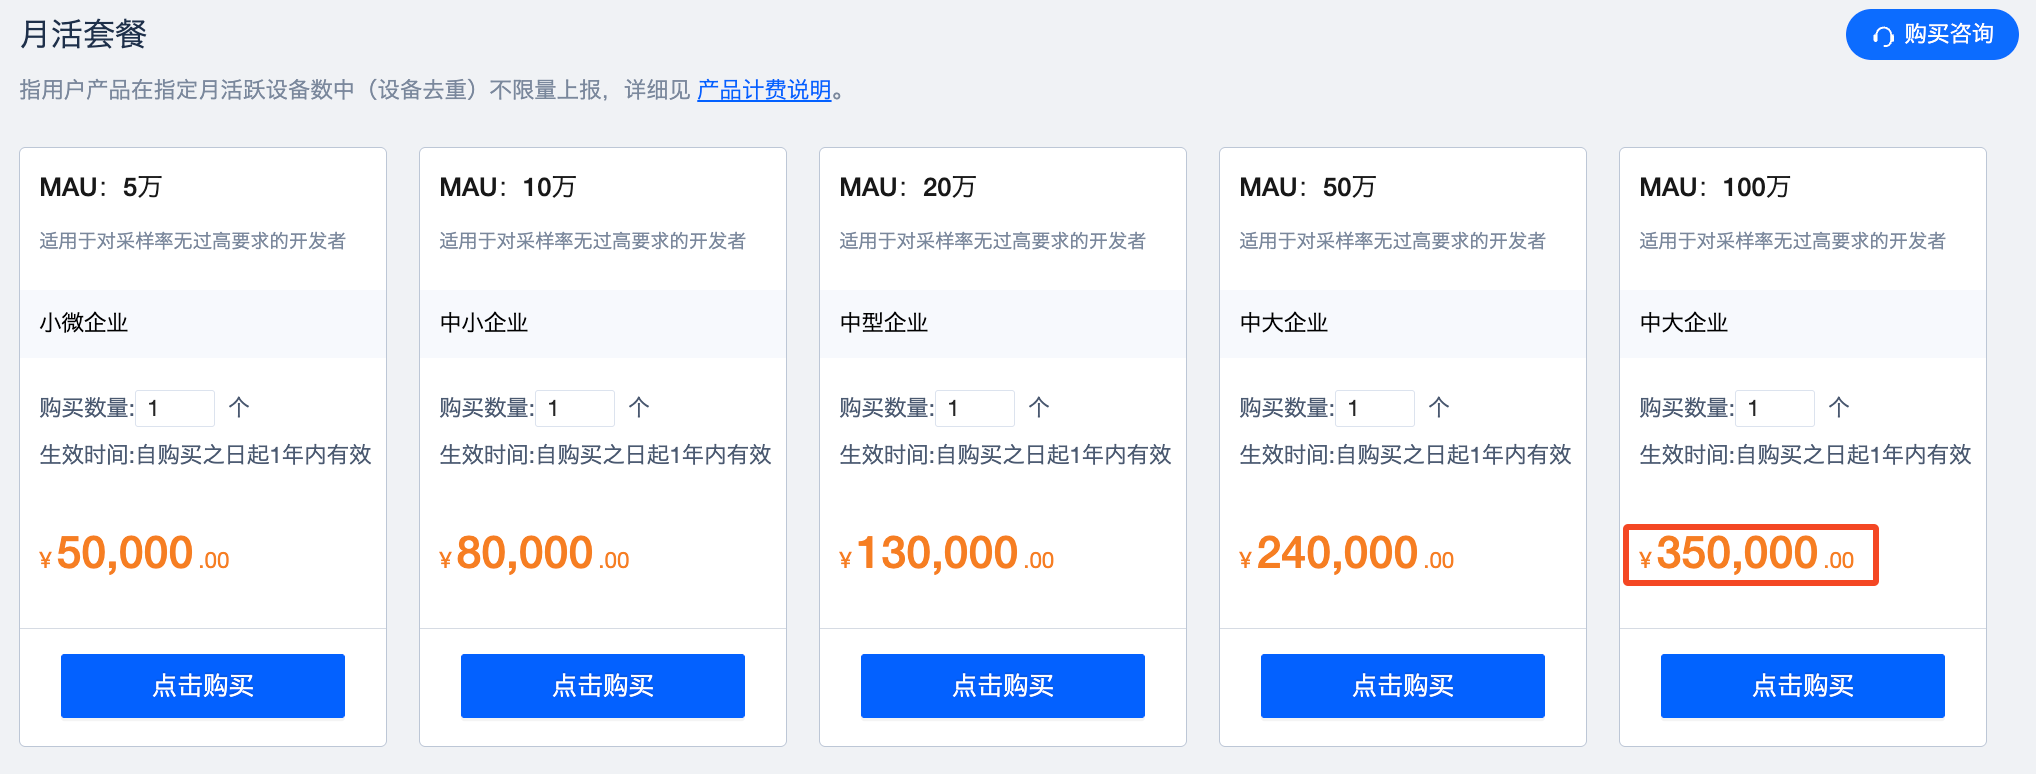 月活套餐
购买咨询
指用户产品在指定月活跃设备数中（设备去重）不限量上报，详细见 产品计费说明。
MAU：5万
适用于对采样率无过高要求的开发者
小微企业
购买数量:1 个
生效时间:自购买之日起1年内有效
¥50,000.00
点击购买
MAU：10万
适用于对采样率无过高要求的开发者
中小企业
购买数量:1 个
生效时间:自购买之日起1年内有效
¥80,000.00
点击购买
MAU：20万
适用于对采样率无过高要求的开发者
中型企业
购买数量:1 个
生效时间:自购买之日起1年内有效
¥130,000.00
点击购买
MAU：50万
适用于对采样率无过高要求的开发者
中大企业
购买数量:1 个
生效时间:自购买之日起1年内有效
¥240,000.00
点击购买
MAU：100万
适用于对采样率无过高要求的开发者
中大企业
购买数量:1 个
生效时间:自购买之日起1年内有效
¥350,000.00
点击购买